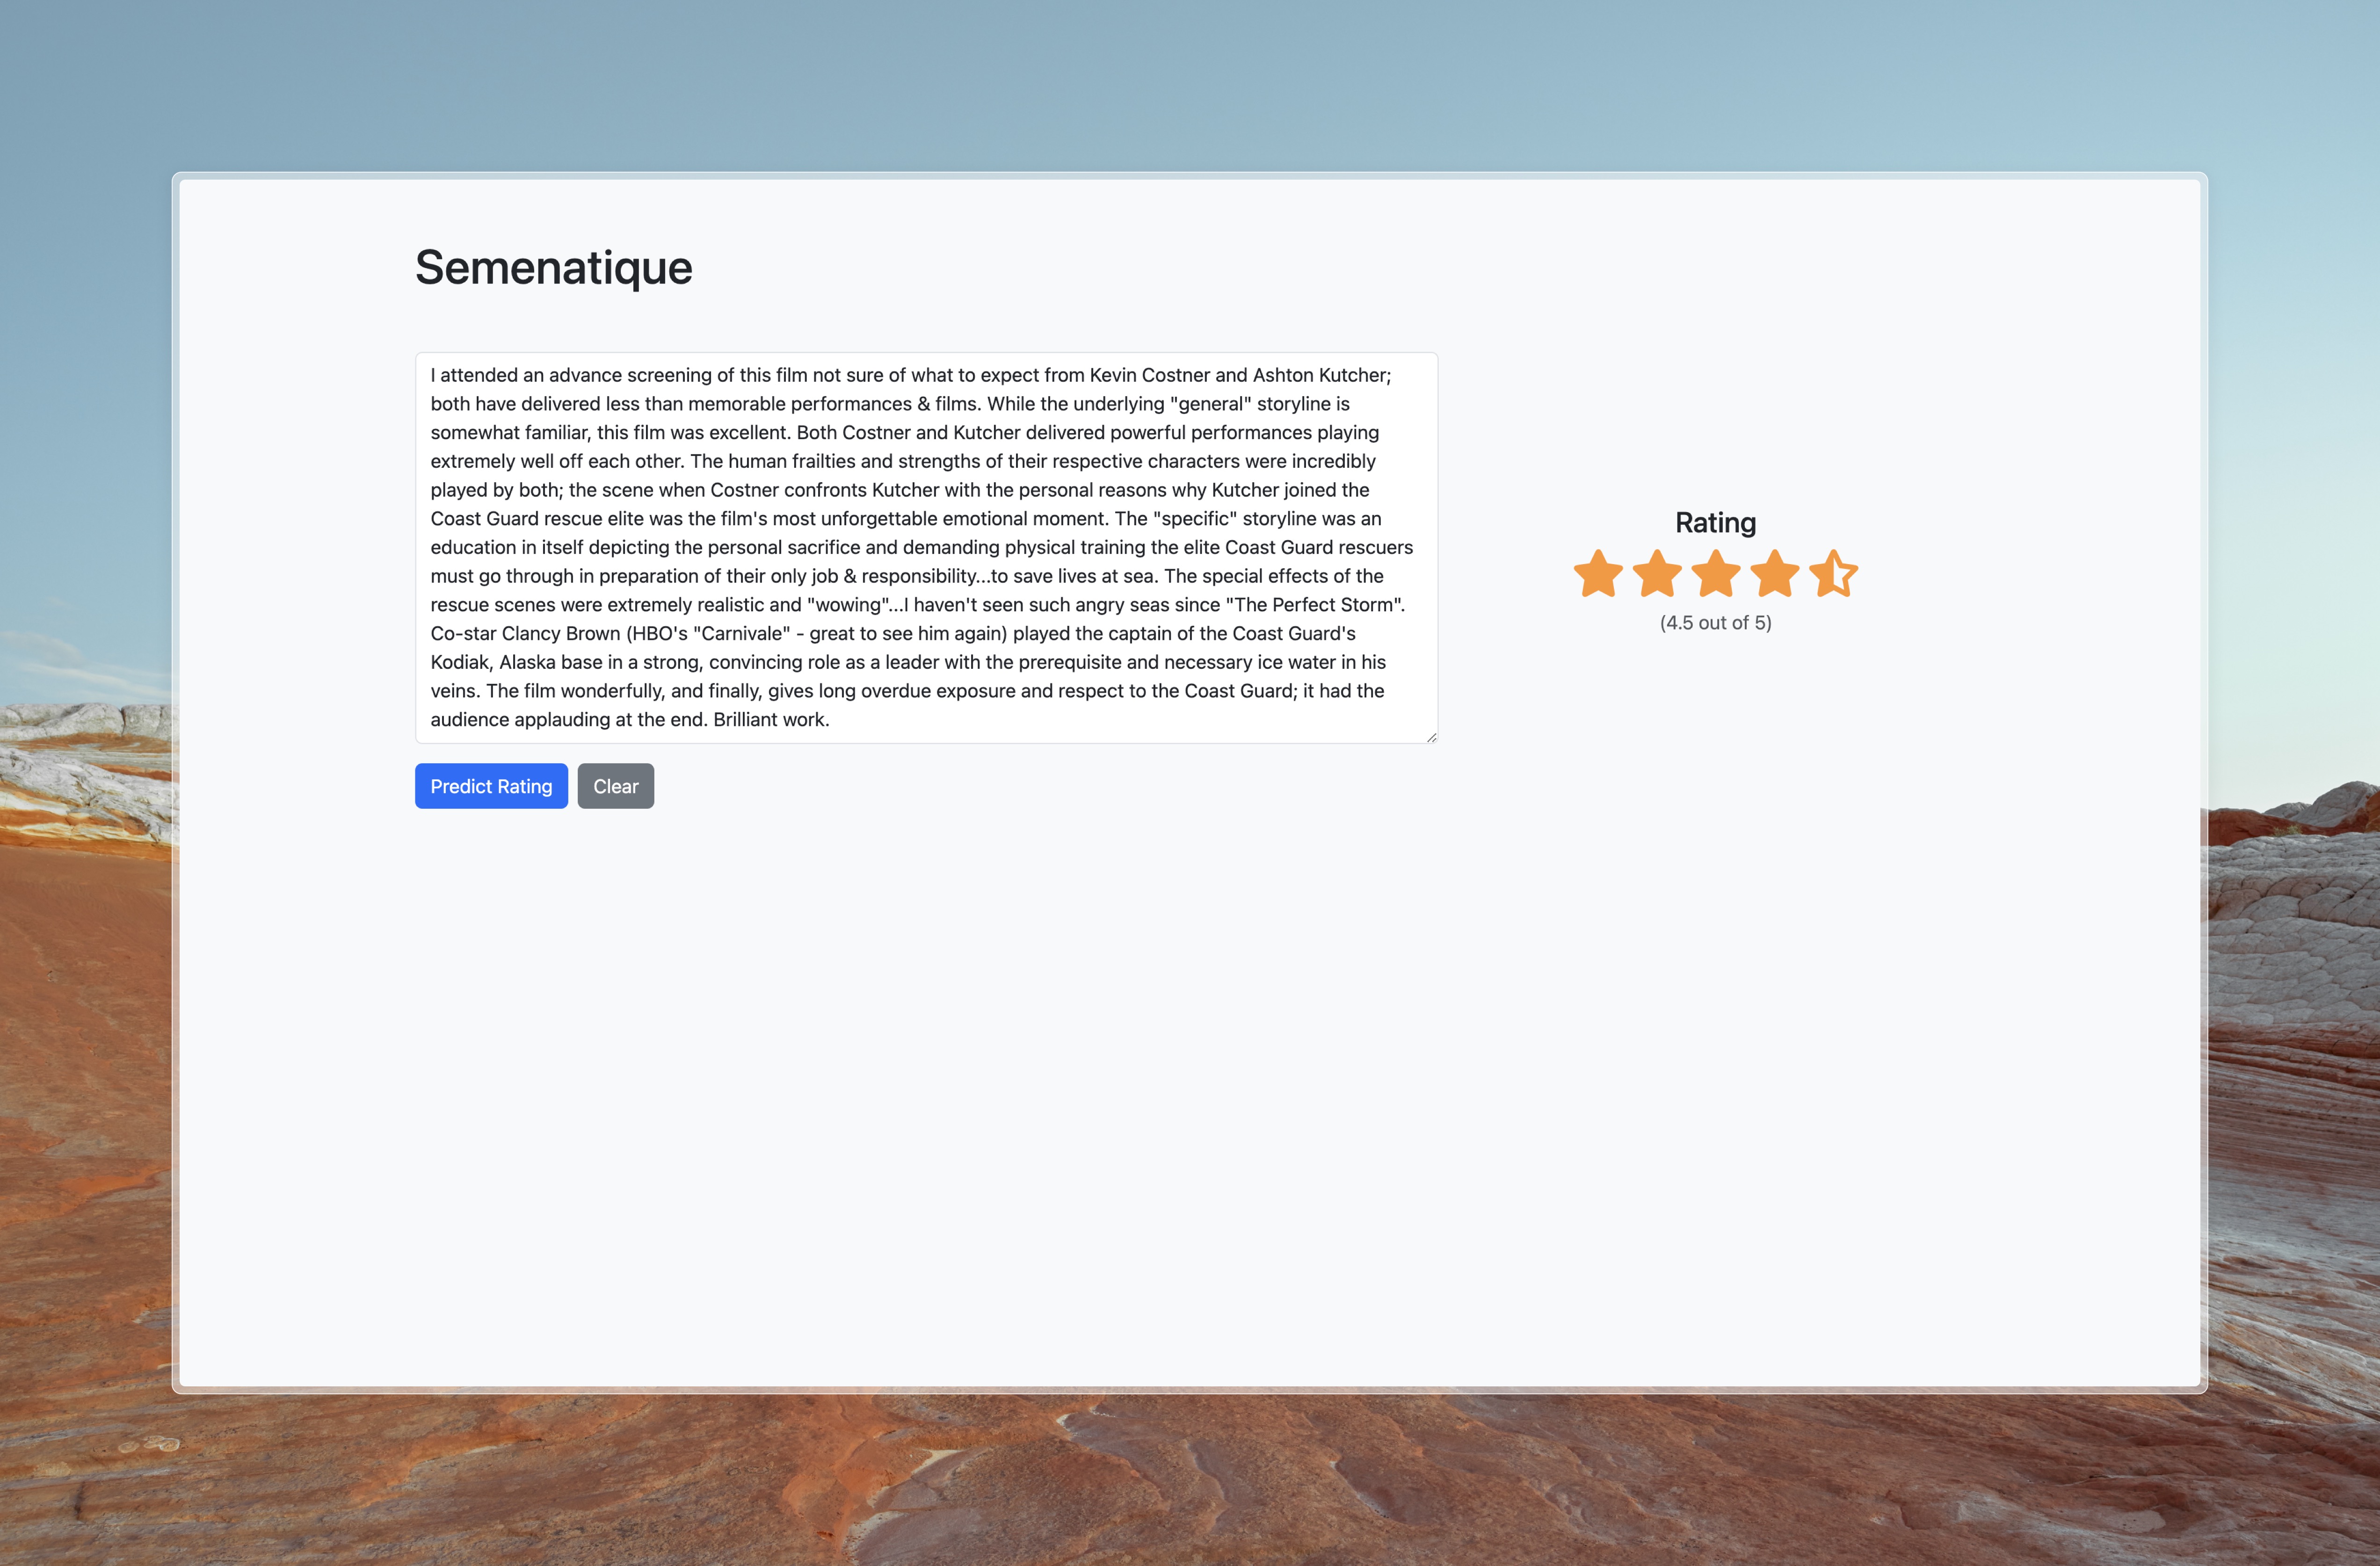 Semenatique
I attended an advance screening of this film not sure of what to expect from Kevin Costner and Ashton Kutcher;
both have delivered less than memorable performances & films. While the underlying "general" storyline is
somewhat familiar, this film was excellent. Both Costner and Kutcher delivered powerful performances playing
extremely well off each other. The human frailties and strengths of their respective characters were incredibly
played by both; the scene when Costner confronts Kutcher with the personal reasons why Kutcher joined the
Coast Guard rescue elite was the film's most unforgettable emotional moment. The "specific" storyline was an
education in itself depicting the personal sacrifice and demanding physical training the elite Coast Guard rescuers
must go through in preparation of their only job & responsibility...to save lives at sea. The special effects of the
rescue scenes were extremely realistic and "wowing"...I haven't seen such angry seas since "The Perfect Storm".
Co-star Clancy Brown (HBO's "Carnivale" - great to see him again) played the captain of the Coast Guard's
Kodiak, Alaska base in a strong, convincing role as a leader with the prerequisite and necessary ice water in his
veins. The film wonderfully, and finally, gives long overdue exposure and respect to the Coast Guard; it had the
audience applauding at the end. Brilliant work.
Predict Rating
Clear
Rating
(4.5 out of 5)